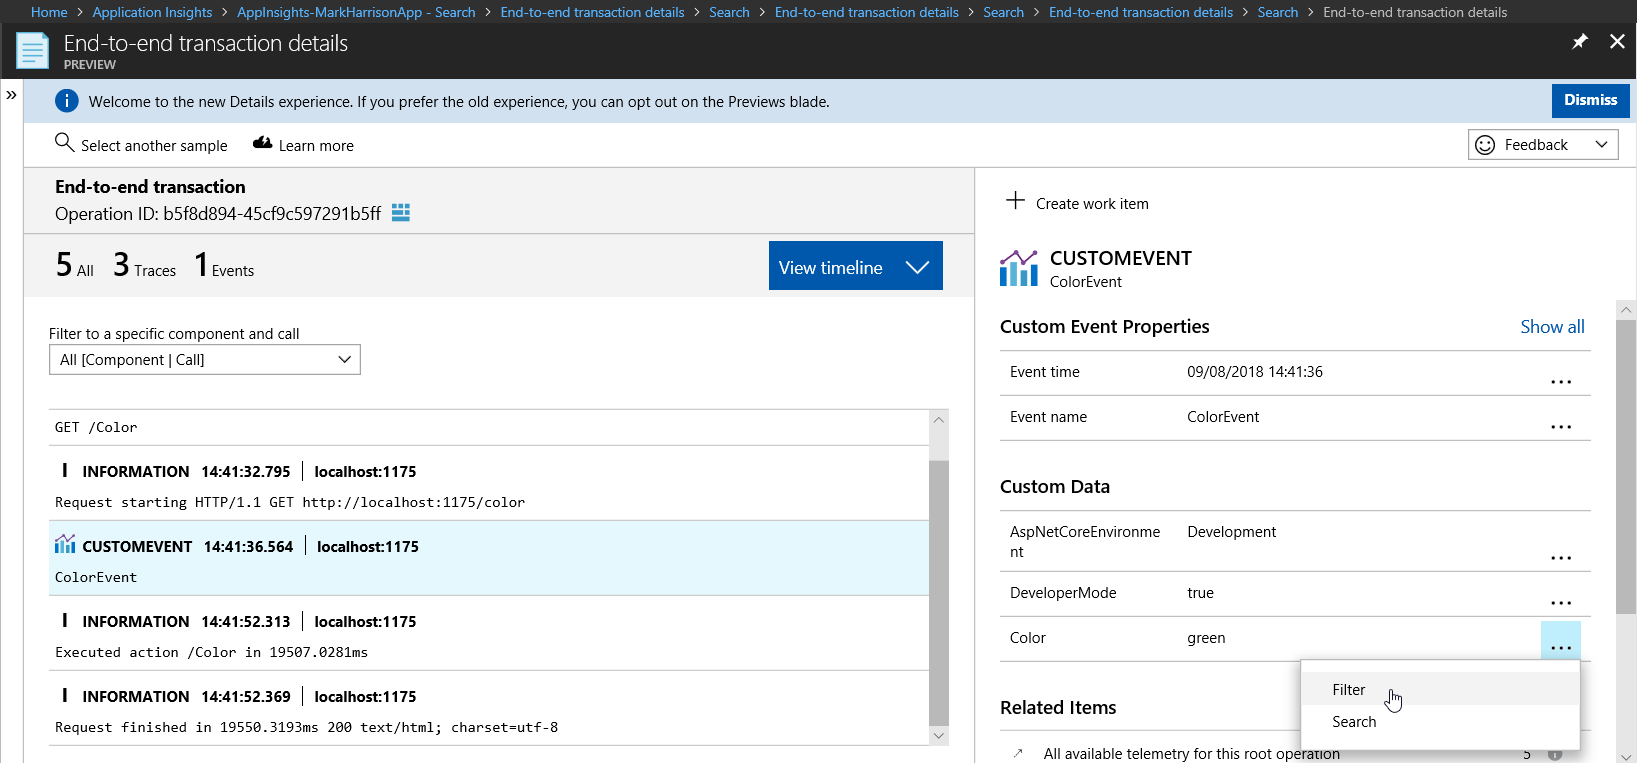 Home > Application Insights > AppInsights-MarkHarrisonApp - Search > End-to-end transaction details > Search > End-to-end transaction details > Search > End-to-end transaction details > Search > End-to-end transaction details
End-to-end transaction details
PREVIEW
»
Welcome to the new Details experience. If you prefer the old experience, you can opt out on the Previews blade.
Dismiss
Select another sample
Learn more
Feedback
End-to-end transaction
Operation ID: b5f8d894-45cf9c597291b5ff
5 All 3 Traces 1 Events
View timeline
Filter to a specific component and call
All [Component | Call]
GET /Color
I INFORMATION 14:41:32.795 | localhost:1175
Request starting HTTP/1.1 GET http://localhost:1175/color
CUSTOMEVENT 14:41:36.564 | localhost:1175
ColorEvent
I INFORMATION 14:41:52.313 | localhost:1175
Executed action /Color in 19507.0281ms
I INFORMATION 14:41:52.369 | localhost:1175
Request finished in 19550.3193ms 200 text/html; charset=utf-8
Create work item
CUSTOMEVENT
ColorEvent
Custom Event Properties
Show all
Event time 09/08/2018 14:41:36 ...
Event name ColorEvent ...
Custom Data
AspNetCoreEnvironme Development
nt ...
DeveloperMode true ...
Color green ...
Filter
Search
Related Items
All available telemetry for this root operation 5